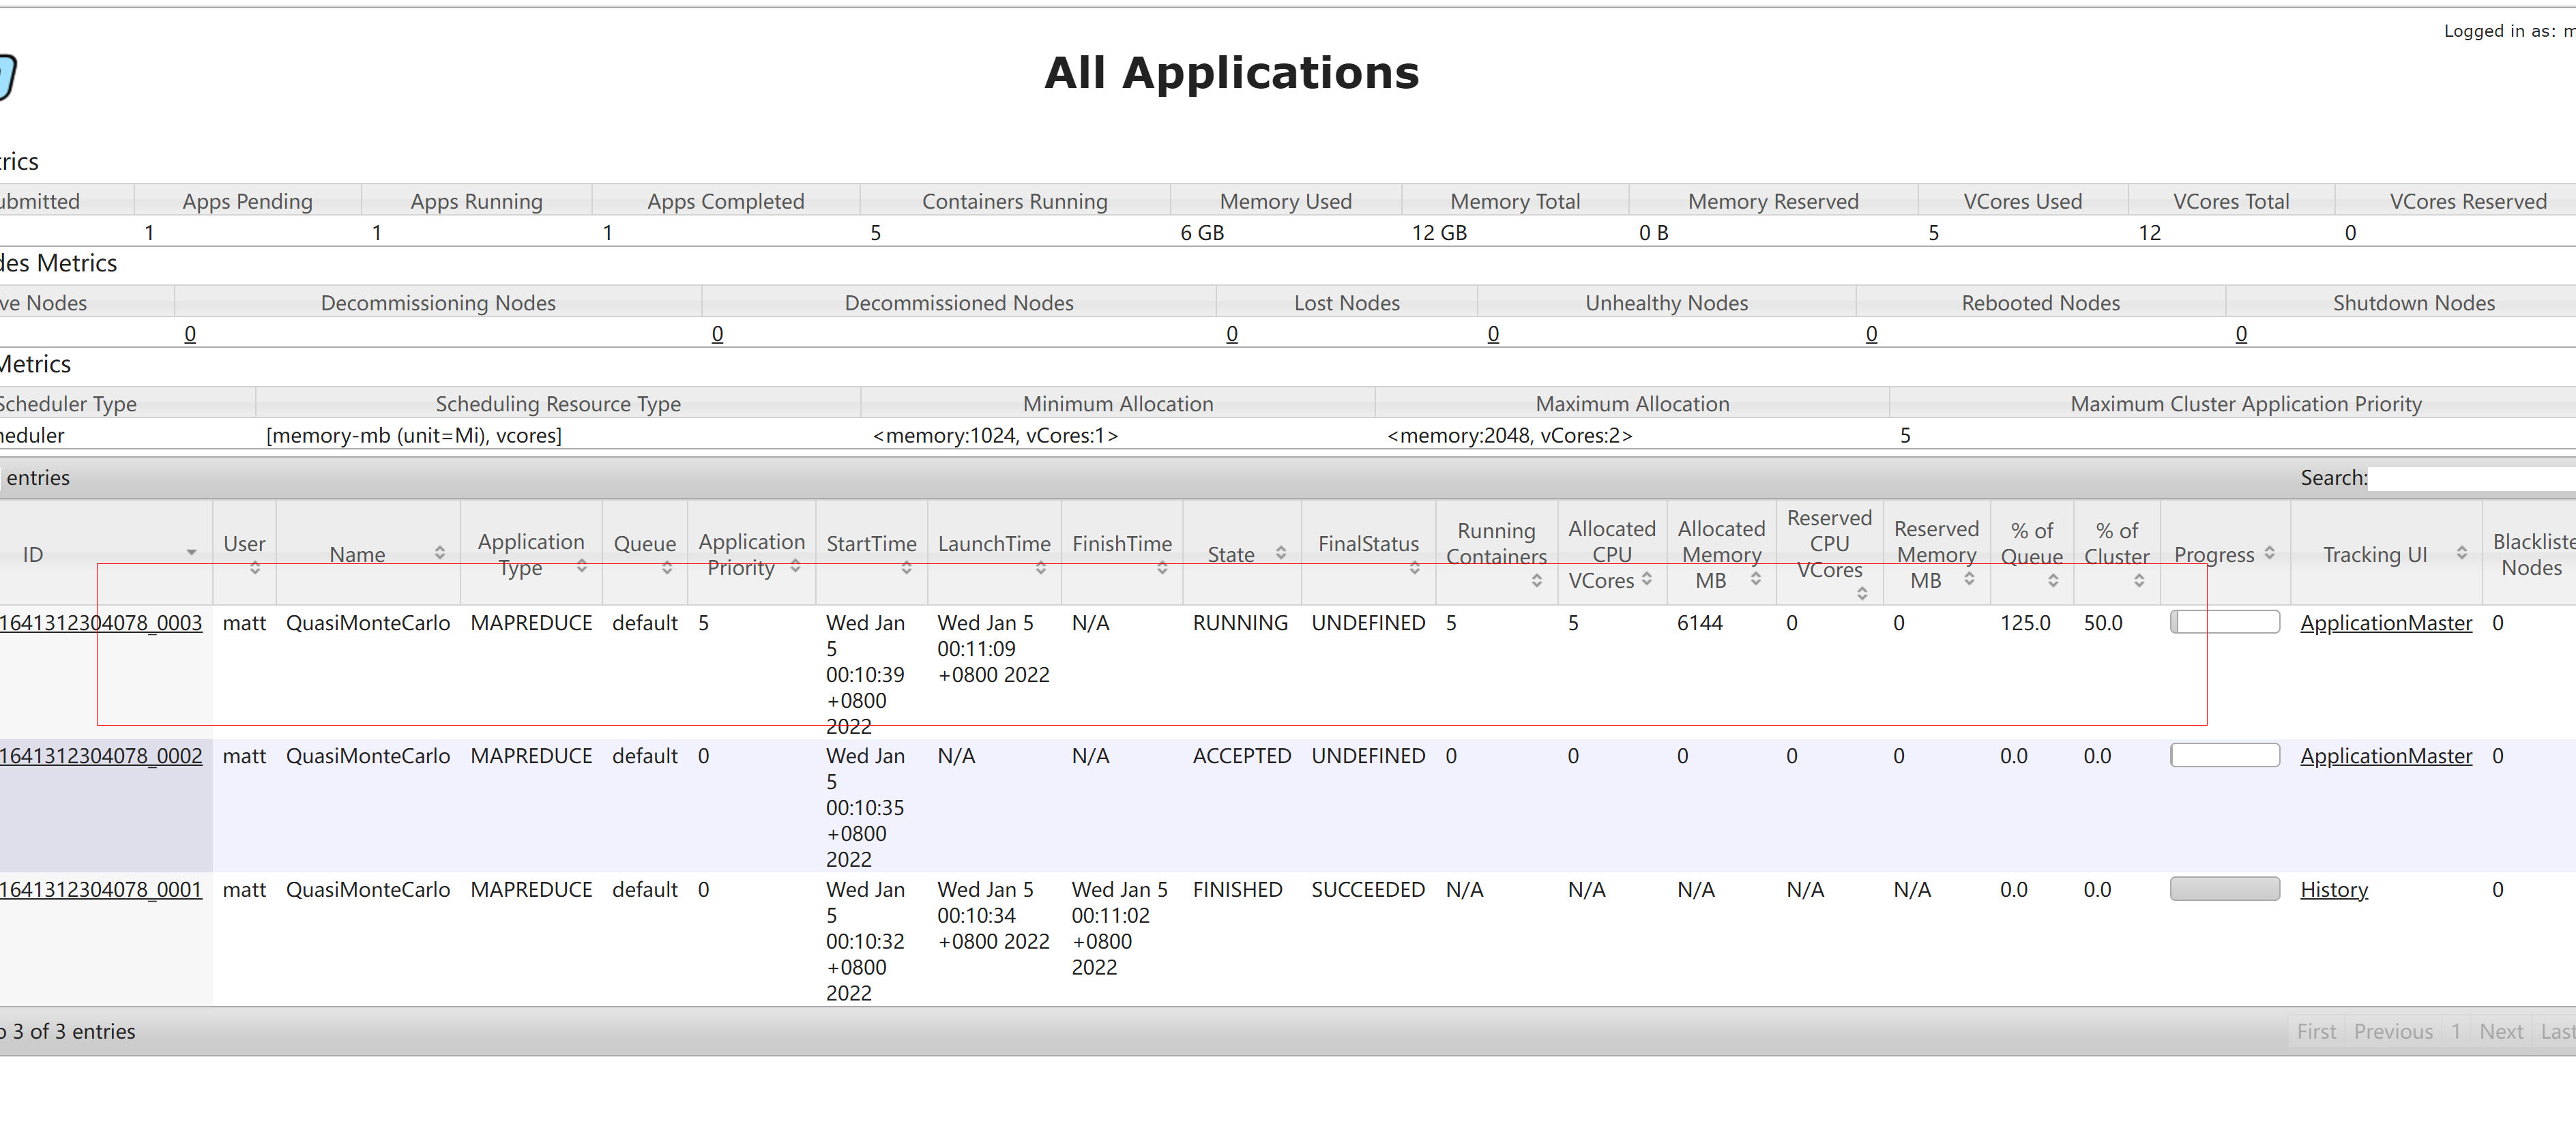 Logged in as: m
All Applications
trics
ubmitted Apps Pending Apps Running Apps Completed Containers Running Memory Used Memory Total Memory Reserved VCores Used VCores Total VCores Reserved
1 1 1 5 6 GB 12 GB 0 B 5 12 0
des Metrics
ve Nodes Decommissioning Nodes Decommissioned Nodes Lost Nodes Unhealthy Nodes Rebooted Nodes Shutdown Nodes
0 0 0 0 0 0
Metrics
Scheduler Type Scheduling Resource Type Minimum Allocation Maximum Allocation Maximum Cluster Application Priority
heduler [memory-mb (unit=Mi), vcores] <memory:1024, vCores:1> <memory:2048, vCores:2> 5
entries Search:
ID User Name Application Type Queue Application Priority StartTime LaunchTime FinishTime State FinalStatus Running Containers Allocated CPU VCores Allocated Memory MB Reserved CPU VCores Reserved Memory MB % of Queue % of Cluster Progress Tracking UI Blackliste Nodes
1641312304078_0003 matt QuasiMonteCarlo MAPREDUCE default 5 Wed Jan 5 00:10:39 +0800 2022 Wed Jan 5 00:11:09 +0800 2022 N/A RUNNING UNDEFINED 5 5 6144 0 0 125.0 50.0 ApplicationMaster 0
1641312304078_0002 matt QuasiMonteCarlo MAPREDUCE default 0 Wed Jan 5 00:10:35 +0800 2022 N/A N/A ACCEPTED UNDEFINED 0 0 0 0 0 0.0 0.0 ApplicationMaster 0
1641312304078_0001 matt QuasiMonteCarlo MAPREDUCE default 0 Wed Jan 5 00:10:32 +0800 2022 Wed Jan 5 00:10:34 +0800 2022 Wed Jan 5 00:11:02 +0800 2022 FINISHED SUCCEEDED N/A N/A N/A N/A N/A 0.0 0.0 History 0
o 3 of 3 entries First Previous 1 Next Last